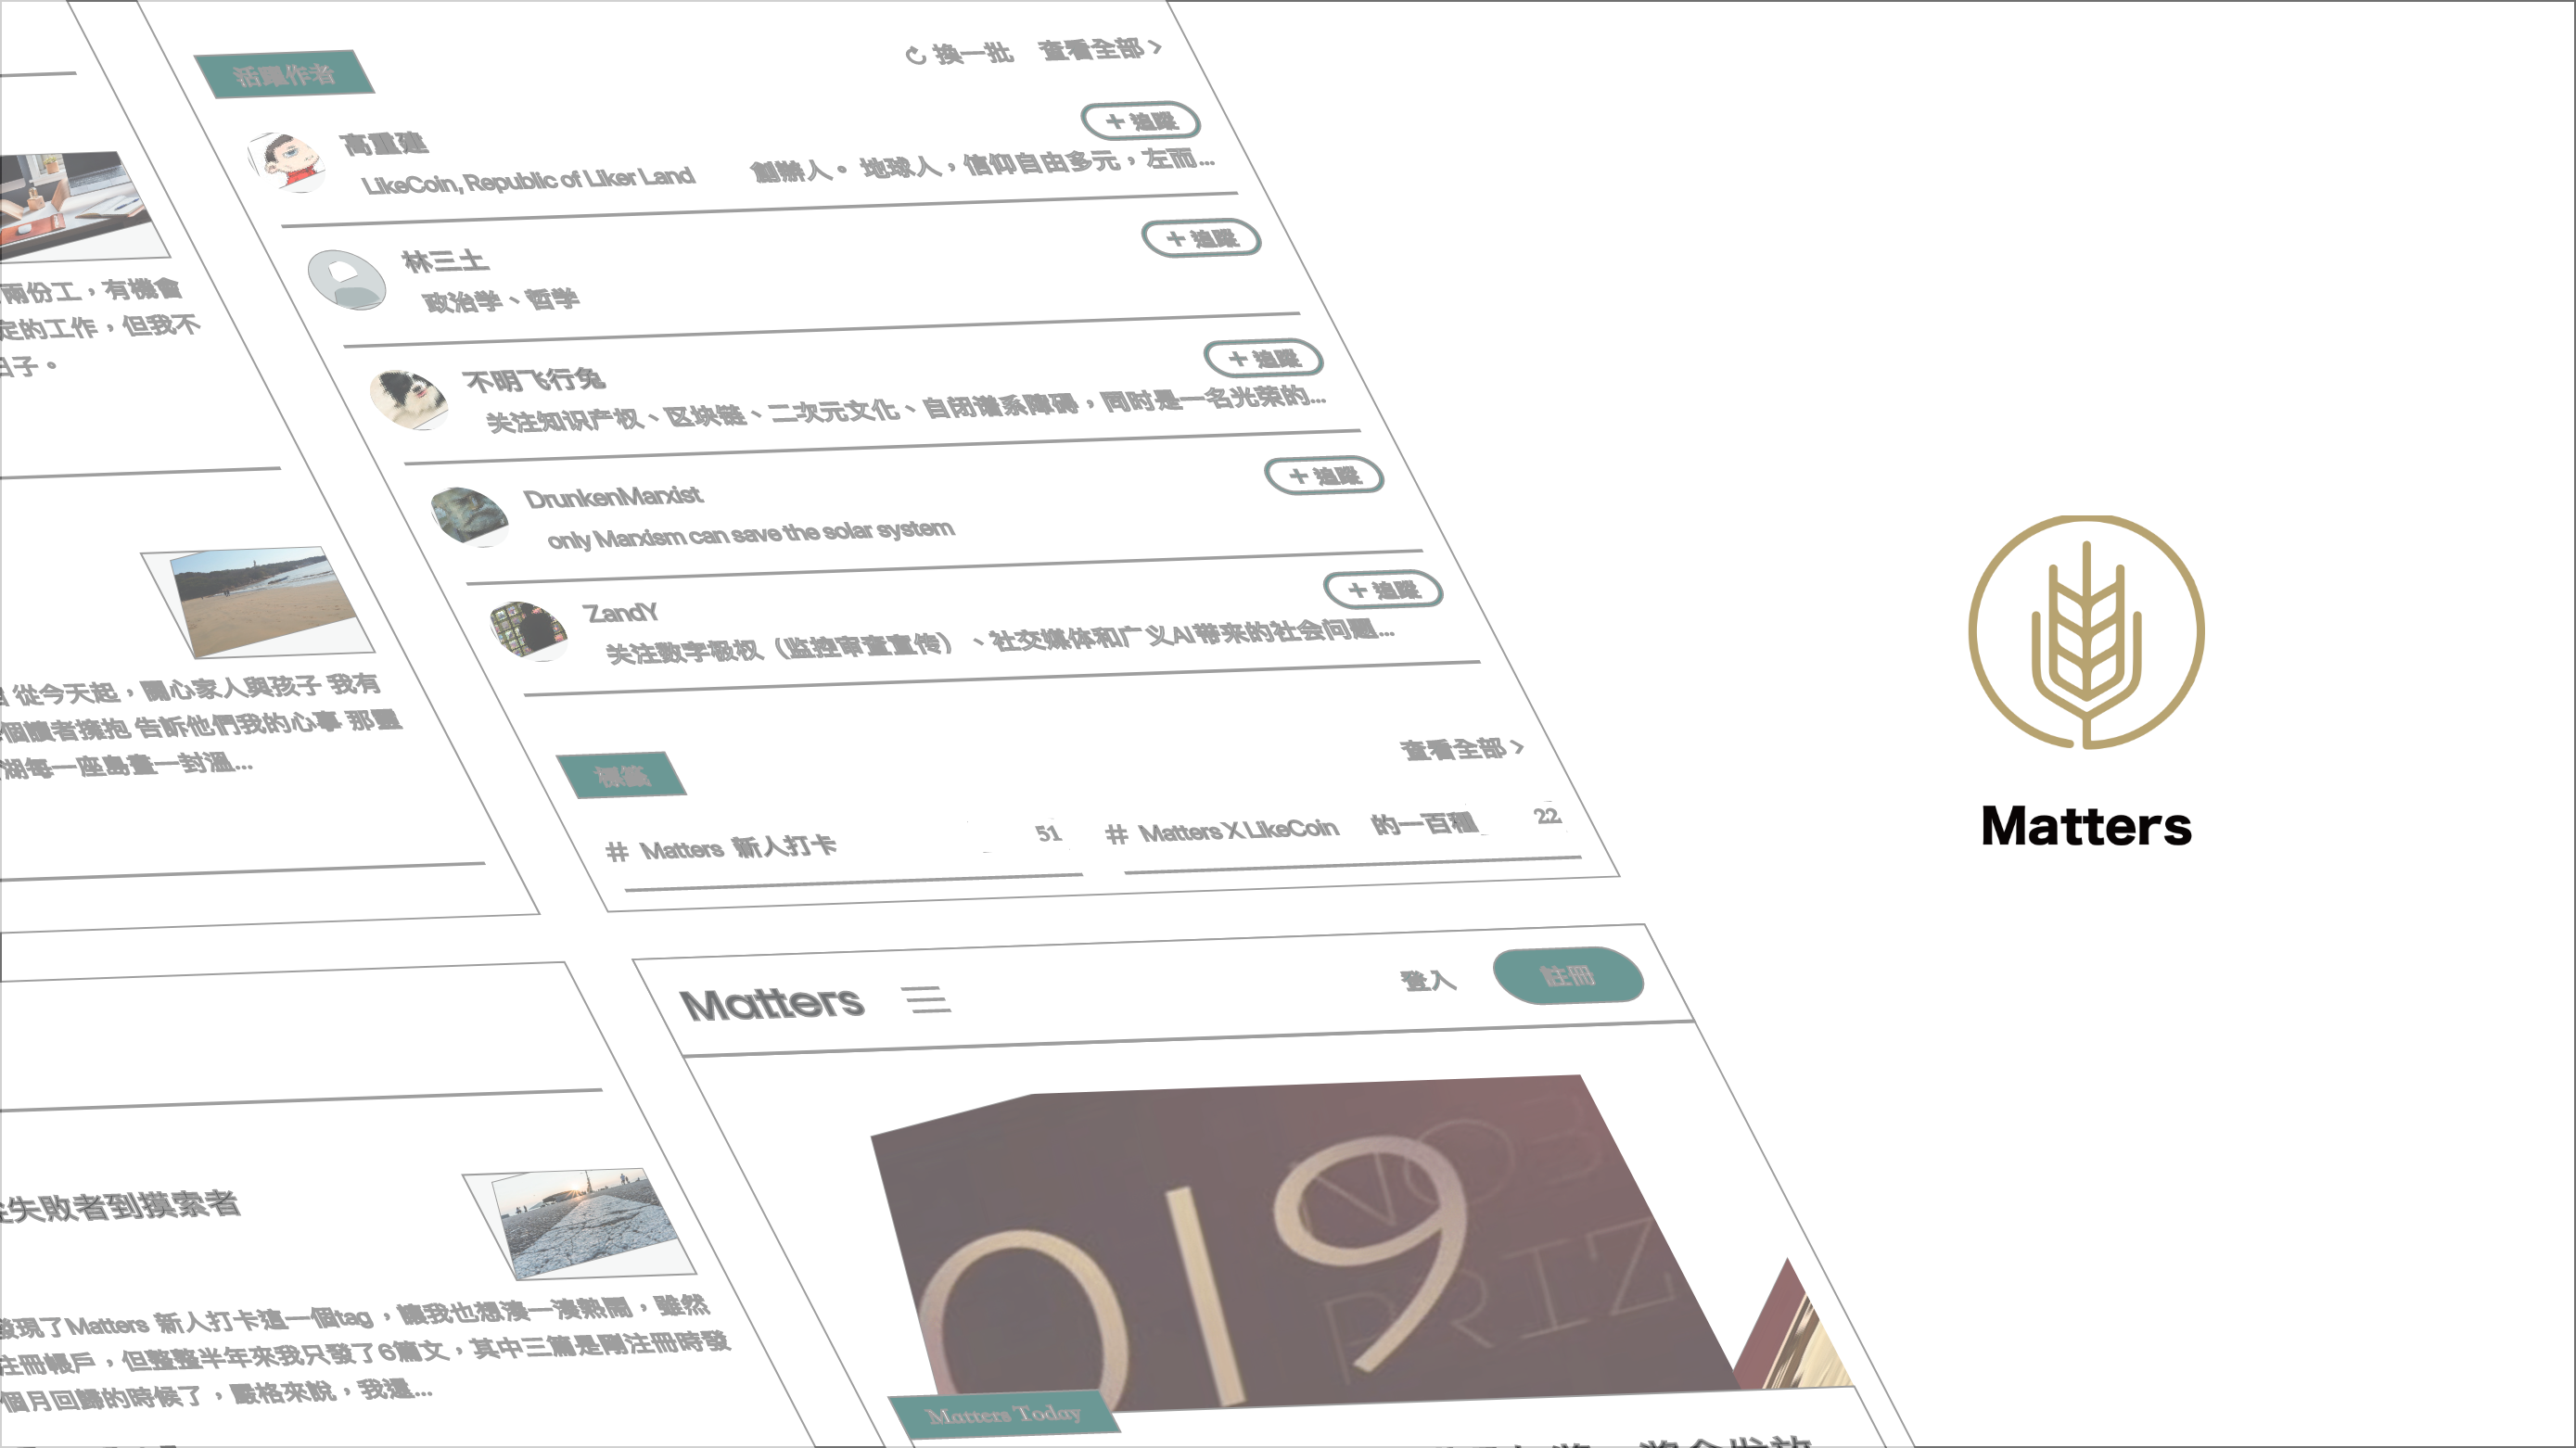 活躍作者
換一批 查看全部 >
高重建
+ 追蹤
LikeCoin, Republic of Liker Land 創辦人。 地球人，信仰自由多元，左而...
林三土
+ 追蹤
政治学、哲学
不明飞行兔
+ 追蹤
关注知识产权、区块链、二次元文化、自闭谱系障碍，同时是一名光荣的...
DrunkenMarxist
+ 追蹤
only Marxism can save the solar system
ZandY
+ 追蹤
关注数字极权（监控审查宣传）、社交媒体和广义AI带来的社会问题...
標籤
查看全部 >
# Matters 新人打卡 51
# Matters X LikeCoin 的一百種 22
兩份工，有機會
定的工作，但我不
日子。
從今天起，關心家人與孩子 我有
個讀者擁抱 告訴他們我的心事 那靈
湖每一座島畫一封溫...
失敗者到摸索者
發現了Matters 新人打卡這一個tag，讓我也想湊一湊熱鬧，雖然
注冊帳戶，但整整半年來我只發了6篇文，其中三篇是剛注冊時發
個月回歸的時候了，嚴格來說，我還...
Matters
登入
註冊
019
NOB
PRIZ
Matters Today
Matters